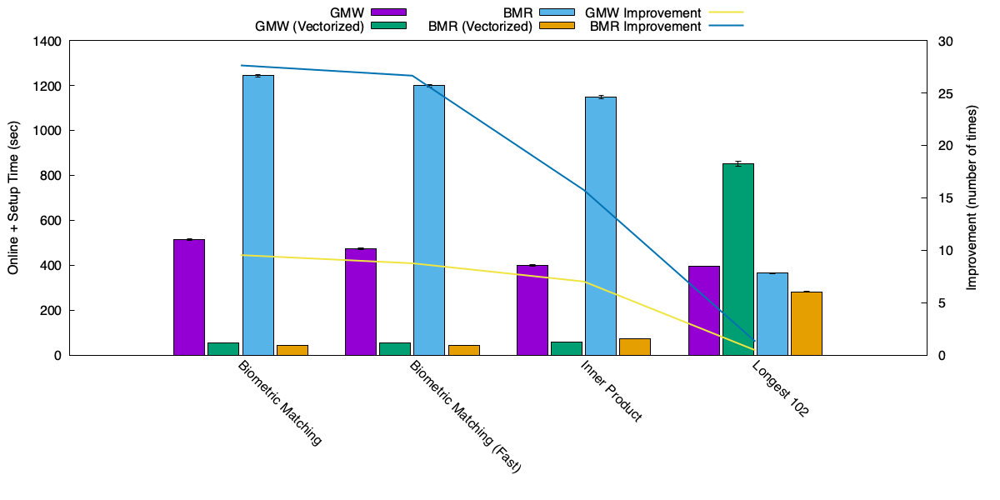 GMW
GMW (Vectorized)
BMR
BMR (Vectorized)
GMW Improvement
BMR Improvement
Online + Setup Time (sec)
1400
1200
1000
800
600
400
200
0
30
25
20
15
10
5
0
Improvement (number of times)
Biometric Matching
Biometric Matching (Fast)
Inner Product
Longest 102